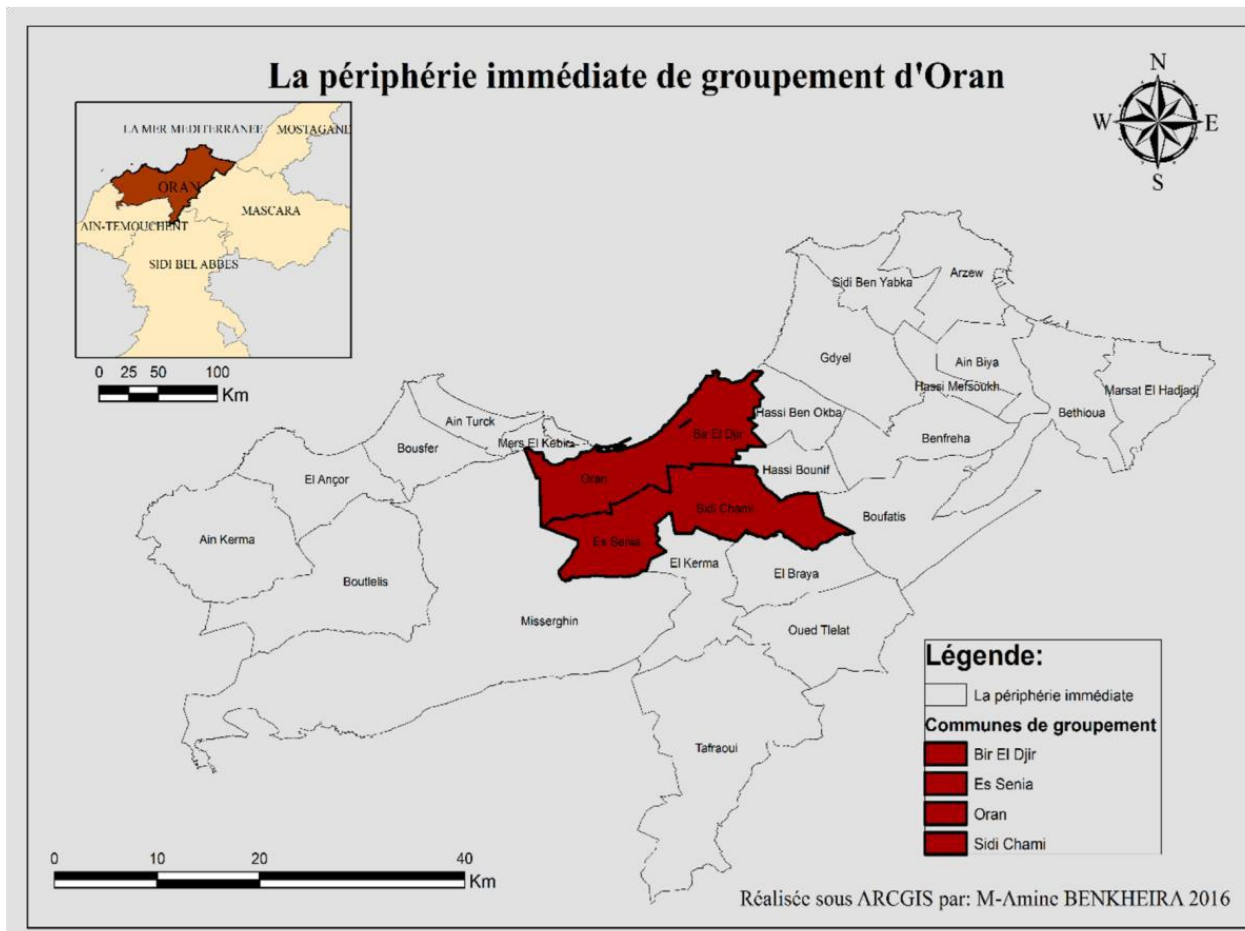 La périphérie immédiate de groupement d'Oran
N
W E
S
LA MER MEDITERRANEE
MOSTAGANE
ORAN
MASCARA
AIN-TEMOUCHENT
SIDI BEL ABBES
0 25 50 100
Km
Arzew
Sidi Ben Yabka
Gdyel
Ain Biya
Hassi Mefsoukh
Marsat El Hadjadj
Bethioua
Hassi Ben Okba
Ain Turck
Mers El Kebir
Bir El Djir
Benfreha
Bousfer
Hassi Bounif
El Ançor
Oran
Sidi Chami
Boufatis
Ain Kerma
Es Senia
El Kerma
El Braya
Boutlelis
Misserghin
Oued Tlelat
Tafraoui
Légende:
La périphérie immédiate
Communes de groupement
Bir El Djir
Es Senia
Oran
Sidi Chami
0 10 20 40
Km
Réalisée sous ARCGIS par: M-Amine BENKHEIRA 2016